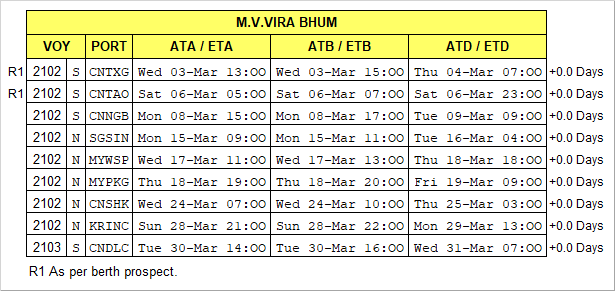 M.V.VIRA BHUM
VOY PORT ATA / ETA ATB / ETB ATD / ETD
R1 2102 S CNTXG Wed 03-Mar 13:00 Wed 03-Mar 15:00 Thu 04-Mar 07:00 +0.0 Days
R1 2102 S CNTAO Sat 06-Mar 05:00 Sat 06-Mar 07:00 Sat 06-Mar 23:00 +0.0 Days
2102 S CNNGB Mon 08-Mar 15:00 Mon 08-Mar 17:00 Tue 09-Mar 09:00 +0.0 Days
2102 N SGSIN Mon 15-Mar 09:00 Mon 15-Mar 11:00 Tue 16-Mar 04:00 +0.0 Days
2102 N MYWSP Wed 17-Mar 11:00 Wed 17-Mar 13:00 Thu 18-Mar 18:00 +0.0 Days
2102 N MYPKG Thu 18-Mar 19:00 Thu 18-Mar 20:00 Fri 19-Mar 09:00 +0.0 Days
2102 N CNSHK Wed 24-Mar 07:00 Wed 24-Mar 10:00 Thu 25-Mar 03:00 +0.0 Days
2102 N KRINC Sun 28-Mar 21:00 Sun 28-Mar 22:00 Mon 29-Mar 13:00 +0.0 Days
2103 S CNDLC Tue 30-Mar 14:00 Tue 30-Mar 16:00 Wed 31-Mar 07:00 +0.0 Days
R1 As per berth prospect.